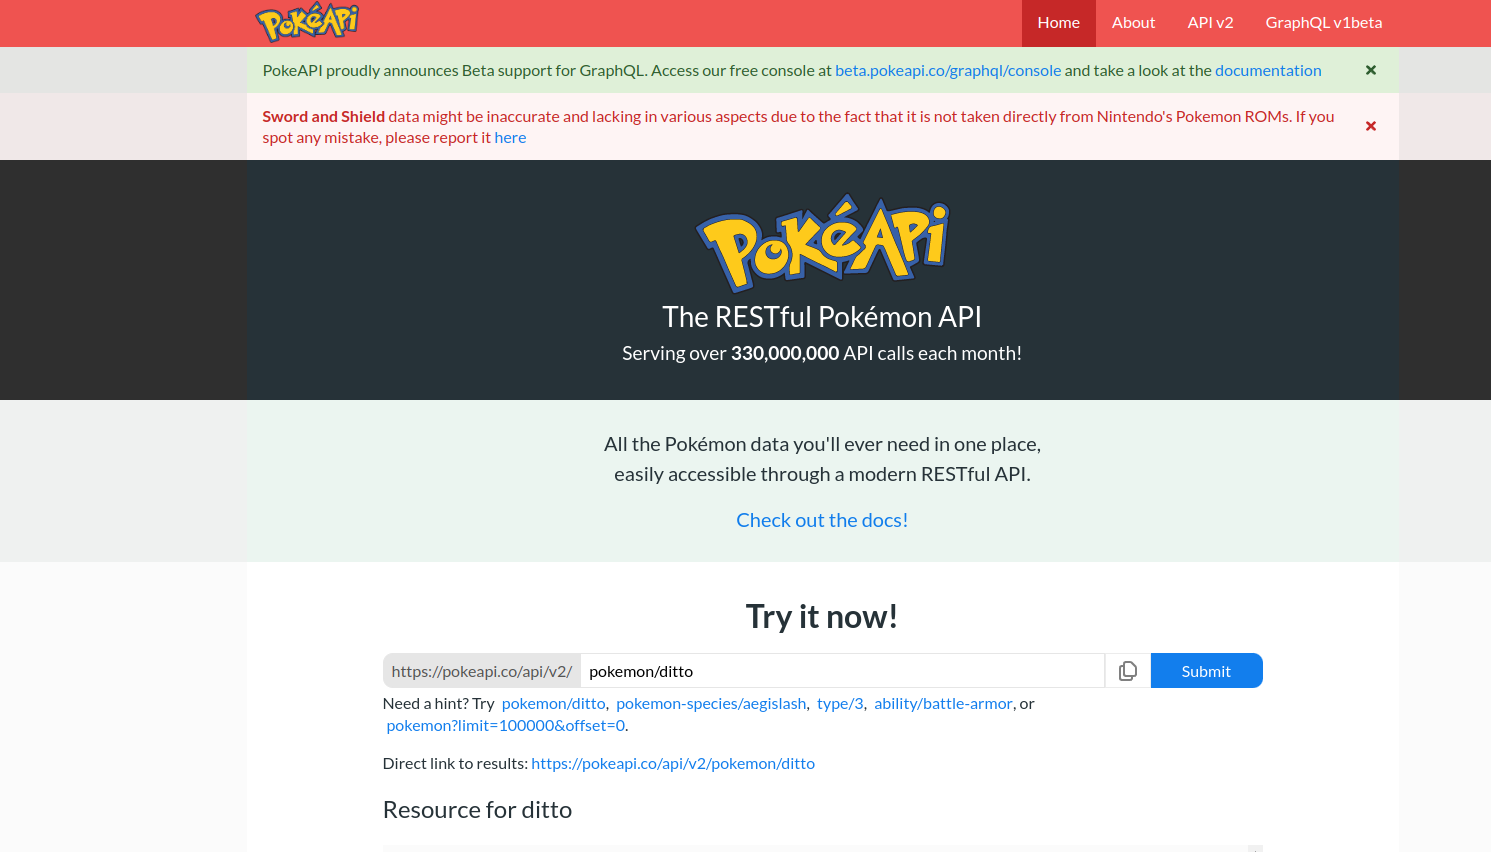 PokéApi
Home About API v2 GraphQL v1beta
PokeAPI proudly announces Beta support for GraphQL. Access our free console at beta.pokeapi.co/graphql/console and take a look at the documentation
Sword and Shield data might be inaccurate and lacking in various aspects due to the fact that it is not taken directly from Nintendo's Pokemon ROMs. If you
spot any mistake, please report it here
PokéApi
The RESTful Pokémon API
Serving over 330,000,000 API calls each month!
All the Pokémon data you'll ever need in one place,
easily accessible through a modern RESTful API.
Check out the docs!
Try it now!
https://pokeapi.co/api/v2/ pokemon/ditto Submit
Need a hint? Try pokemon/ditto, pokemon-species/aegislash, type/3, ability/battle-armor, or
pokemon?limit=100000&offset=0.
Direct link to results: https://pokeapi.co/api/v2/pokemon/ditto
Resource for ditto